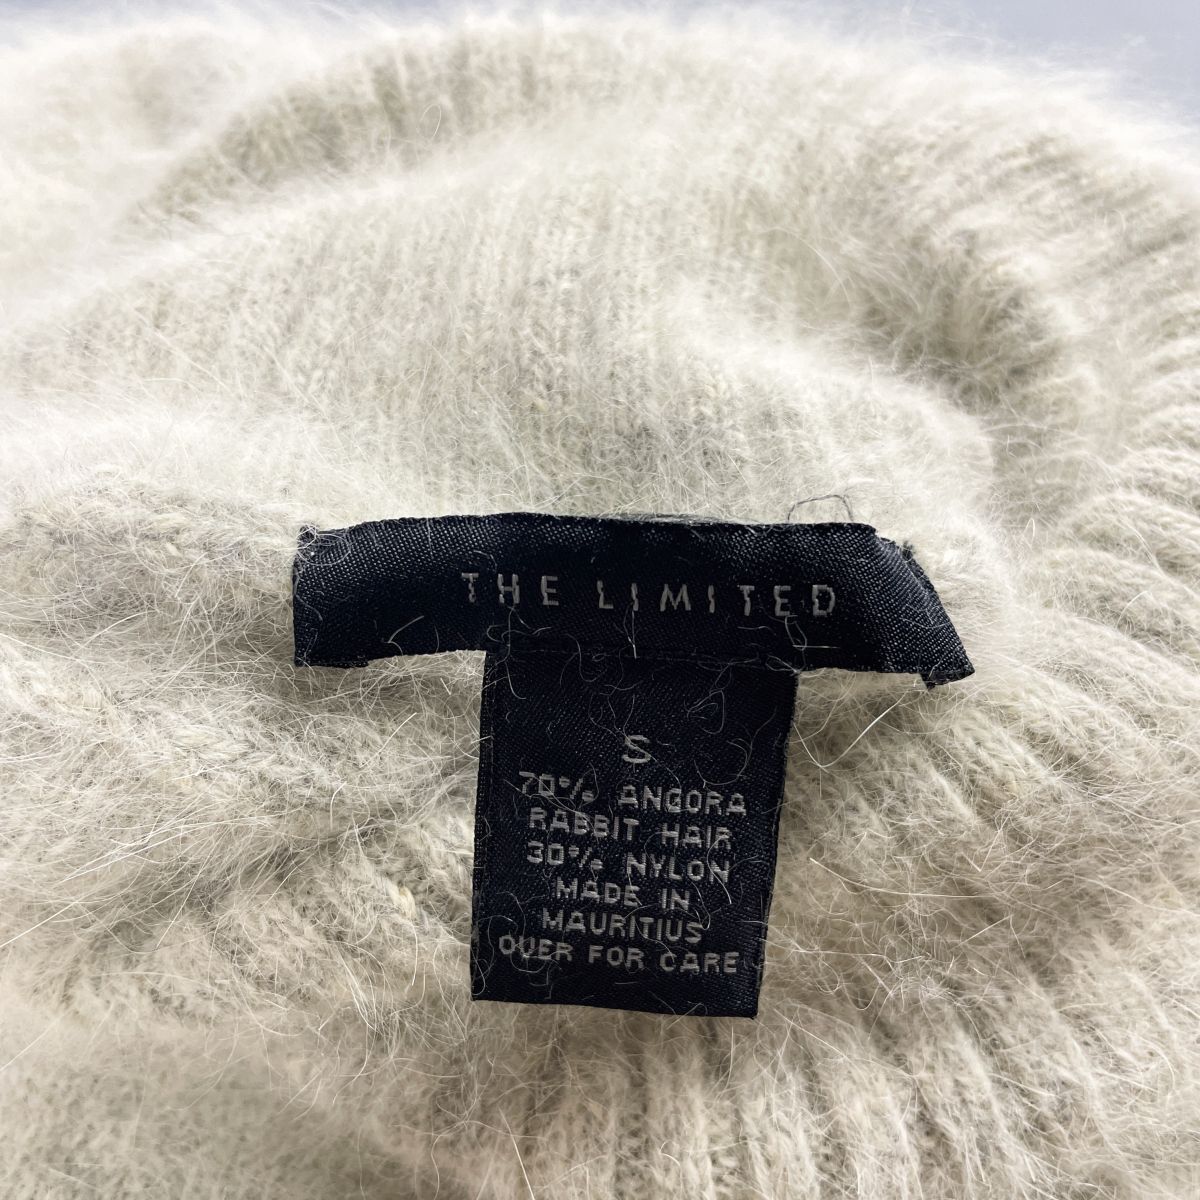 THE LIMITED
S
70% ANGORA
RABBIT HAIR
30% NYLON
MADE IN
MAURITIUS
OVER FOR CARE